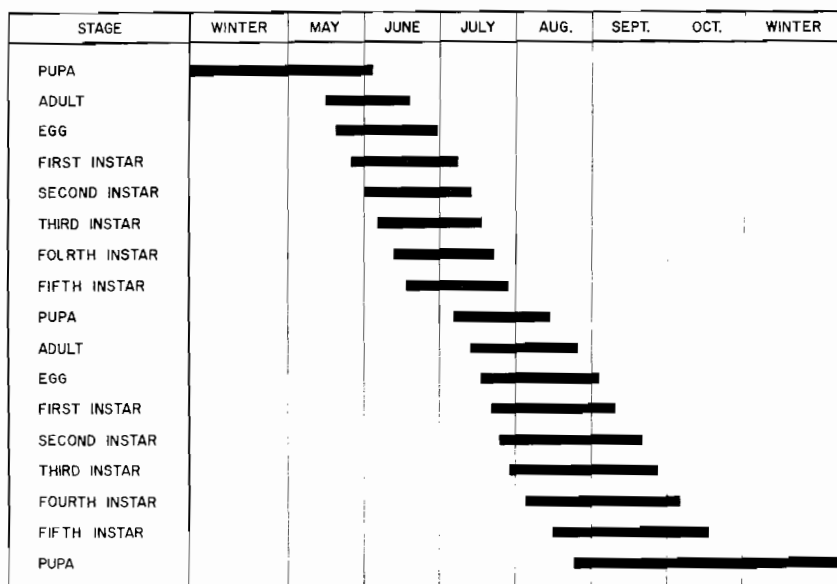 STAGE WINTER MAY JUNE JULY AUG. SEPT. OCT. WINTER
PUPA
ADULT
EGG
FIRST INSTAR
SECOND INSTAR
THIRD INSTAR
FOURTH INSTAR
FIFTH INSTAR
PUPA
ADULT
EGG
FIRST INSTAR
SECOND INSTAR
THIRD INSTAR
FOURTH INSTAR
FIFTH INSTAR
PUPA